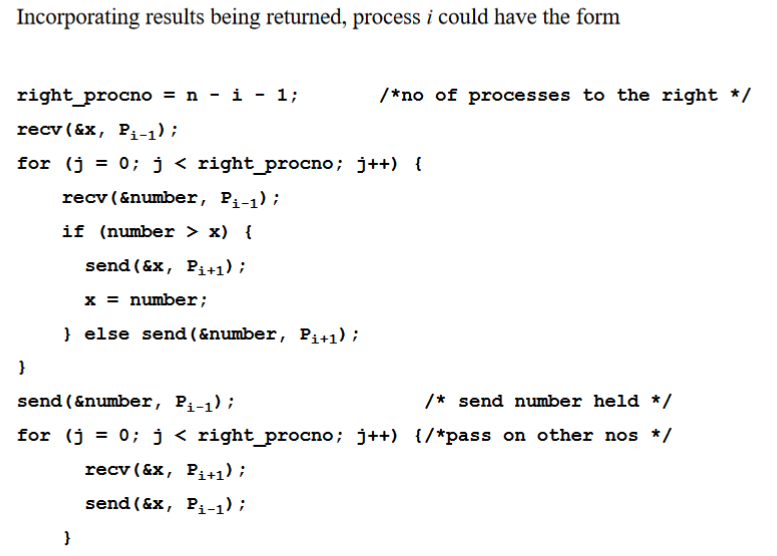 Incorporating results being returned, process i could have the form
right_procno = n - i - 1; /*no of processes to the right */
recv(&x, Pi-1);
for (j = 0; j < right_procno; j++) {
recv(&number, Pi-1);
if (number > x) {
send(&x, Pi+1);
x = number;
} else send(&number, Pi+1);
}
send(&number, Pi-1); /* send number held */
for (j = 0; j < right_procno; j++) {/*pass on other nos */
recv(&x, Pi+1);
send(&x, Pi-1);
}